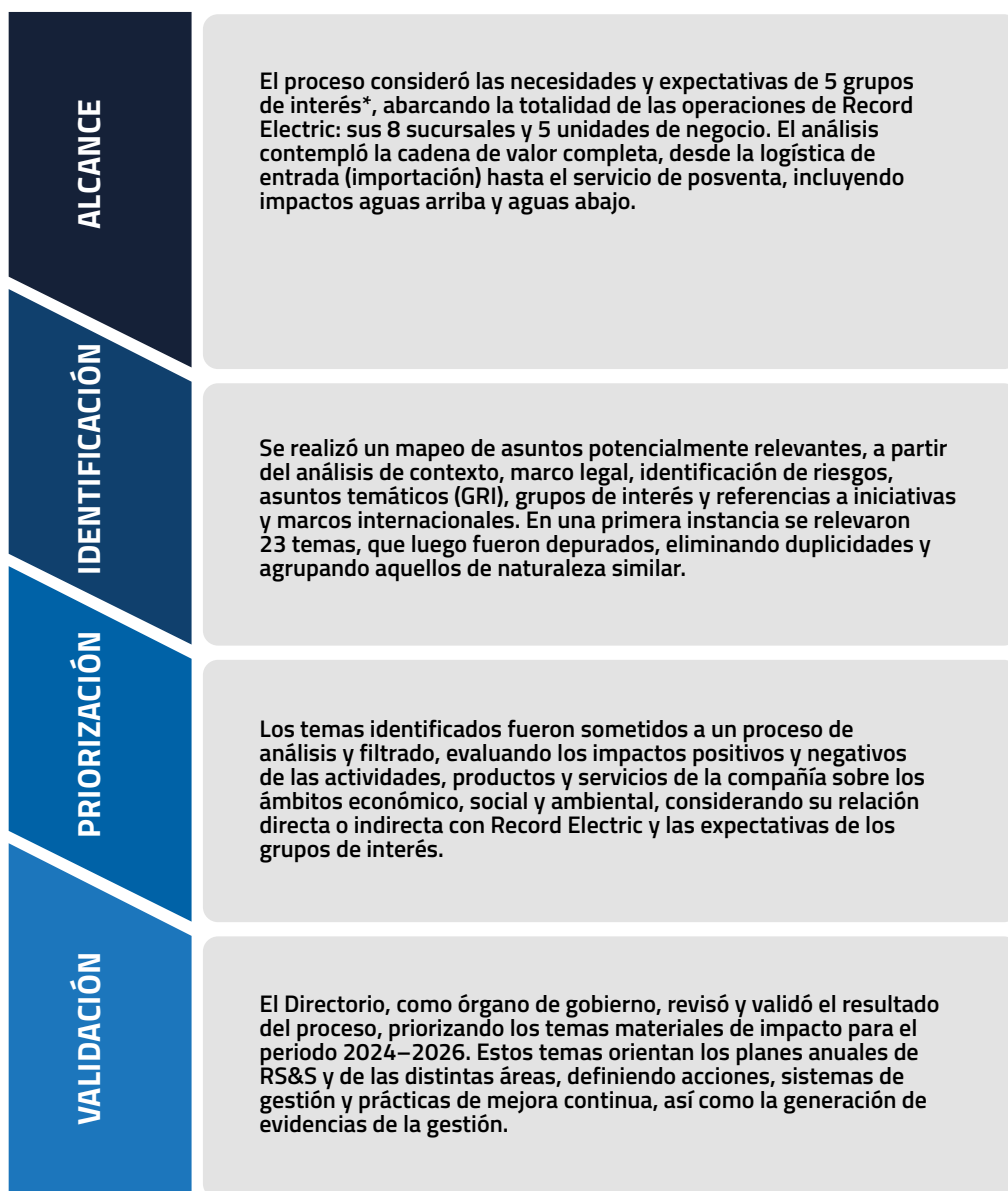 ALCANCE
El proceso consideró las necesidades y expectativas de 5 grupos
de interés*, abarcando la totalidad de las operaciones de Record
Electric: sus 8 sucursales y 5 unidades de negocio. El análisis
contempló la cadena de valor completa, desde la logística de
entrada (importación) hasta el servicio de posventa, incluyendo
impactos aguas arriba y aguas abajo.
IDENTIFICACIÓN
Se realizó un mapeo de asuntos potencialmente relevantes, a partir
del análisis de contexto, marco legal, identificación de riesgos,
asuntos temáticos (GRI), grupos de interés y referencias a iniciativas
y marcos internacionales. En una primera instancia se relevaron
23 temas, que luego fueron depurados, eliminando duplicidades y
agrupando aquellos de naturaleza similar.
PRIORIZACIÓN
Los temas identificados fueron sometidos a un proceso de
análisis y filtrado, evaluando los impactos positivos y negativos
de las actividades, productos y servicios de la compañía sobre los
ámbitos económico, social y ambiental, considerando su relación
directa o indirecta con Record Electric y las expectativas de los
grupos de interés.
VALIDACIÓN
El Directorio, como órgano de gobierno, revisó y validó el resultado
del proceso, priorizando los temas materiales de impacto para el
periodo 2024–2026. Estos temas orientan los planes anuales de
RS&S y de las distintas áreas, definiendo acciones, sistemas de
gestión y prácticas de mejora continua, así como la generación de
evidencias de la gestión.